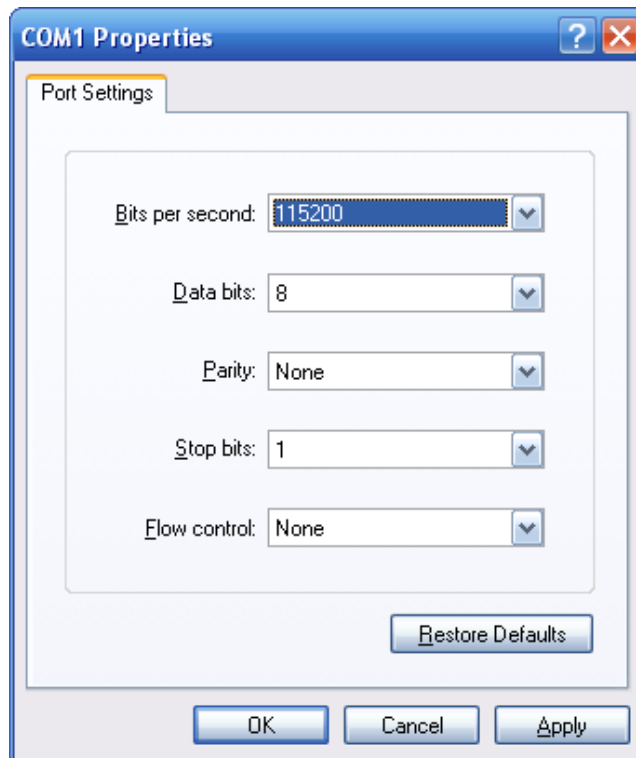 COM1 Properties
Port Settings
Bits per second: 115200
Data bits: 8
Parity: None
Stop bits: 1
Flow control: None
Restore Defaults
OK Cancel Apply